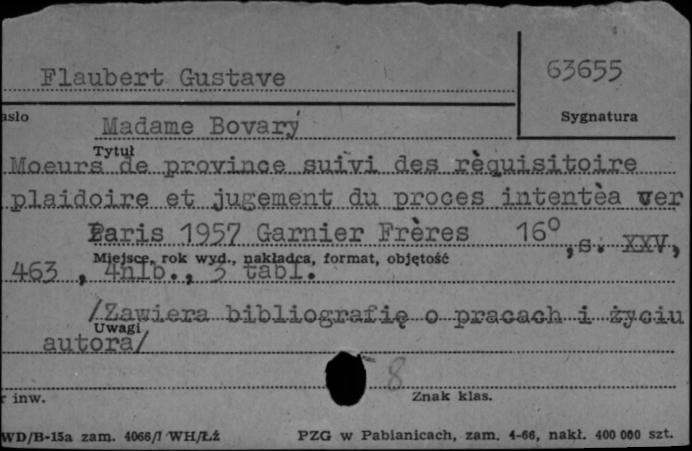 Flaubert Gustave
63655
asło
Sygnatura
Madame Bovary
Tytuł
Moeurs de province suivi des rèquisitoire
plaidoire et jugement du proces intentèa ver
Paris 1957 Garnier Frères 16° , s. XXV,
Miejsce, rok wyd., nakładca, format, objętość
463 , 4nlb., 3 tabl.
/Zawiera bibliografię o pracach i życiu
Uwagi
autora/
8
r inw.
Znak klas.
WD/B-15a zam. 4066/I WH/Łż
PZG w Pabianicach, zam. 4-66, nakł. 400 000 szt.